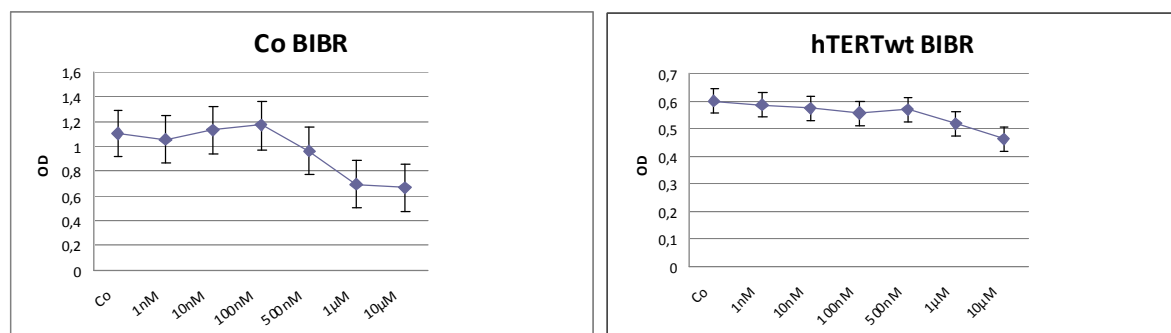 Co BIBR
OD
1,6
1,4
1,2
1
0,8
0,6
0,4
0,2
0
Co
1nM
10nM
100nM
500nM
1µM
10µM
hTERTwt BIBR
OD
0,7
0,6
0,5
0,4
0,3
0,2
0,1
0
Co
1nM
10nM
100nM
500nM
1µM
10µM